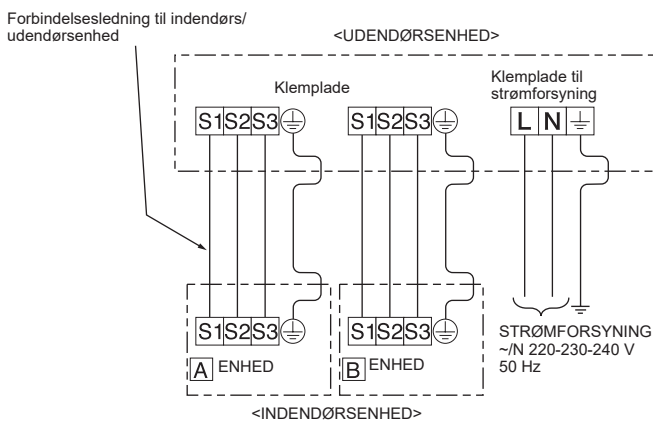 Forbindelsesledning til indendørs/
udendørsenhed
<UDENDØRSENHED>
Klemplade
Klemplade til
strømforsyning
S1 S2 S3
S1 S2 S3
L N
S1 S2 S3
S1 S2 S3
A ENHED
B ENHED
STRØMFORSYNING
~/N 220-230-240 V
50 Hz
<INDENDØRSENHED>